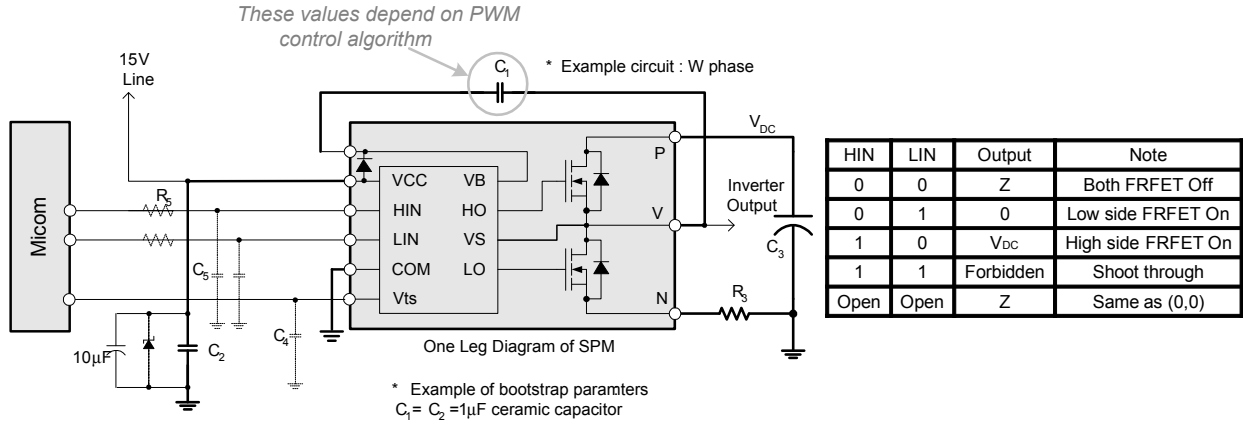 These values depend on PWM
control algorithm
15V
Line
C1
* Example circuit : W phase
VDC
P
Micom
R5
VCC
VB
HIN
HO
LIN
VS
COM
LO
Vts
V
Inverter
Output
C3
C5
N
R3
10μF
C2
C4
One Leg Diagram of SPM
* Example of bootstrap paramters
C1= C2 =1μF ceramic capacitor
HIN LIN Output Note
0 0 Z Both FRFET Off
0 1 0 Low side FRFET On
1 0 VDC High side FRFET On
1 1 Forbidden Shoot through
Open Open Z Same as (0,0)